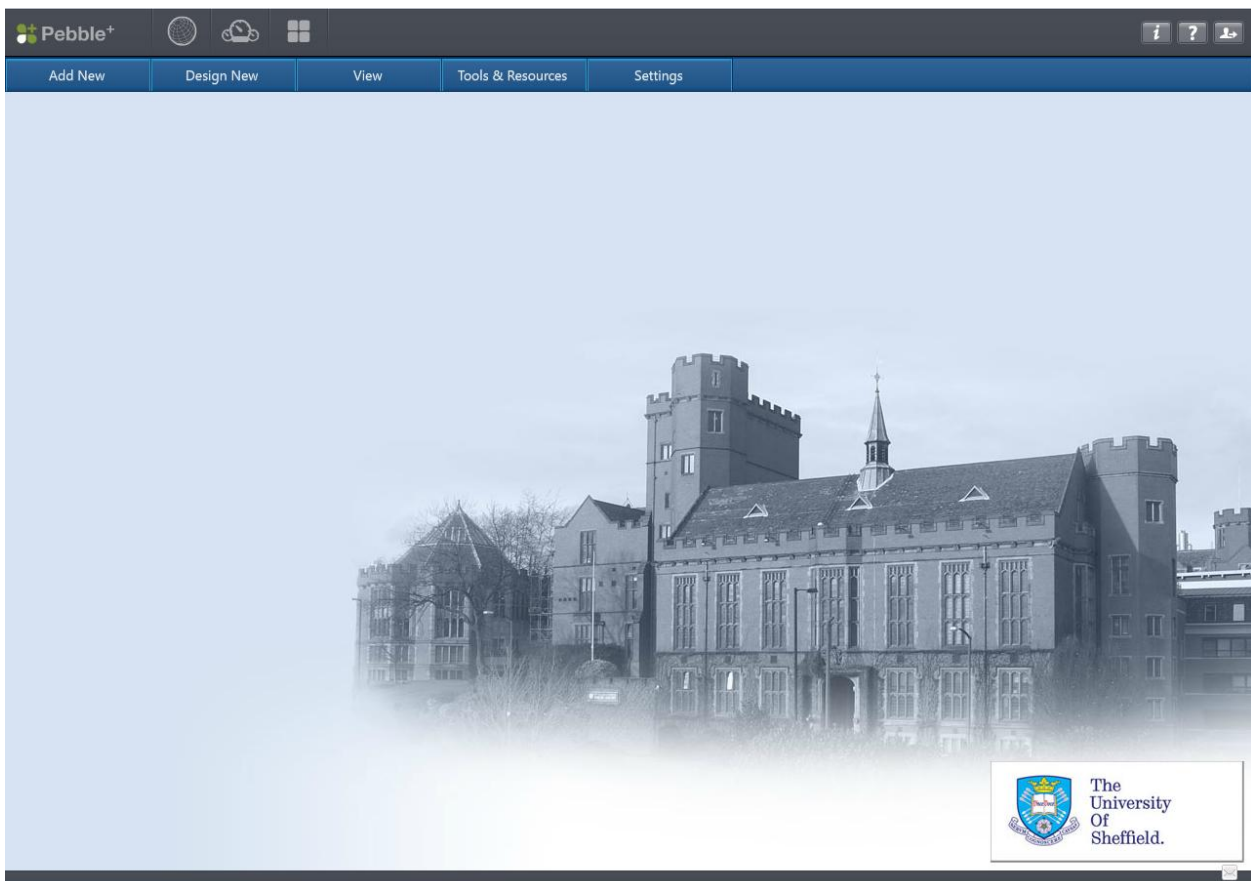 Pebble+
Add New
Design New
View
Tools & Resources
Settings
i
?
The
University
Of
Sheffield.